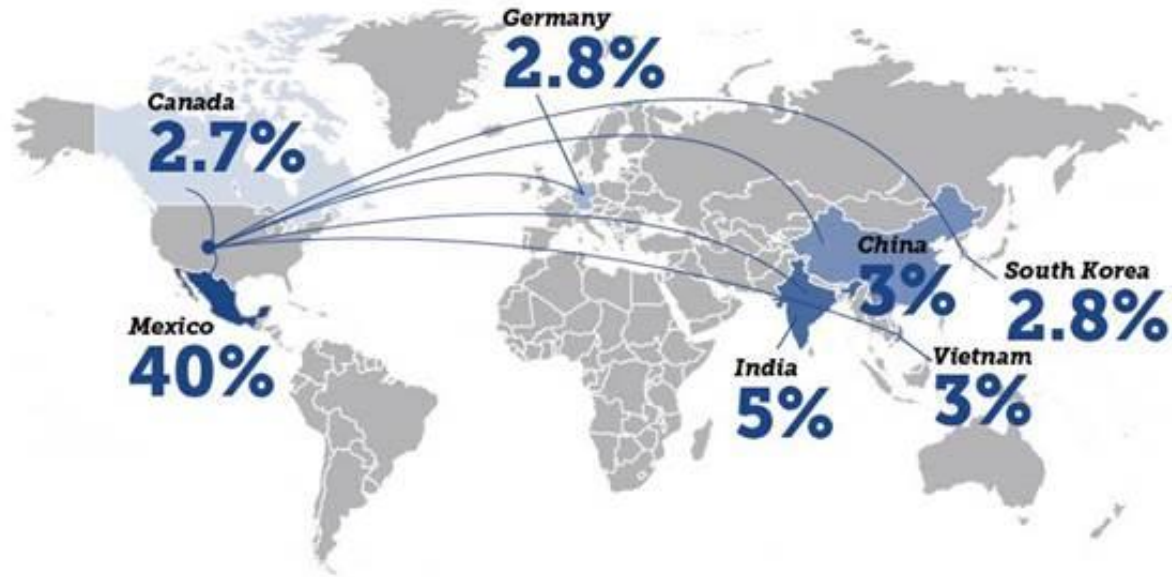 Germany
2.8%
Canada
2.7%
China
3%
South Korea
2.8%
Mexico
40%
India
5%
Vietnam
3%